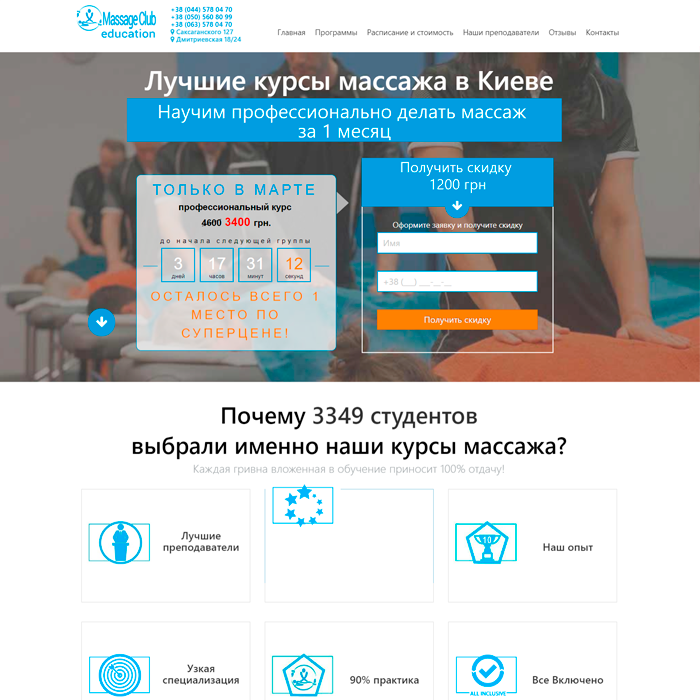 MassageClub
education
+38 (044) 578 04 70
+38 (050) 560 80 99
+38 (063) 578 04 70
Саксаганского 127
Дмитриевская 18/24
Главная Программы Расписание и стоимость Наши преподаватели Отзывы Контакты
Лучшие курсы массажа в Киеве
Научим профессионально делать массаж
за 1 месяц
ТОЛЬКО В МАРТЕ
профессиональный курс
4600 3400 грн.
до начала следующей группы
3 17 31 12
дней часов минут секунд
ОСТАЛОСЬ ВСЕГО 1
МЕСТО ПО
СУПЕРЦЕНЕ!
Получить скидку
1200 грн
Оформите заявку и получите скидку
Имя
+38 (___) ___-__-__
Получить скидку
Почему 3349 студентов
выбрали именно наши курсы массажа?
Каждая гривна вложенная в обучение приносит 100% отдачу!
Лучшие
преподаватели
10
Наш опыт
Узкая
специализация
90% практика
ALL INCLUSIVE
Все Включено